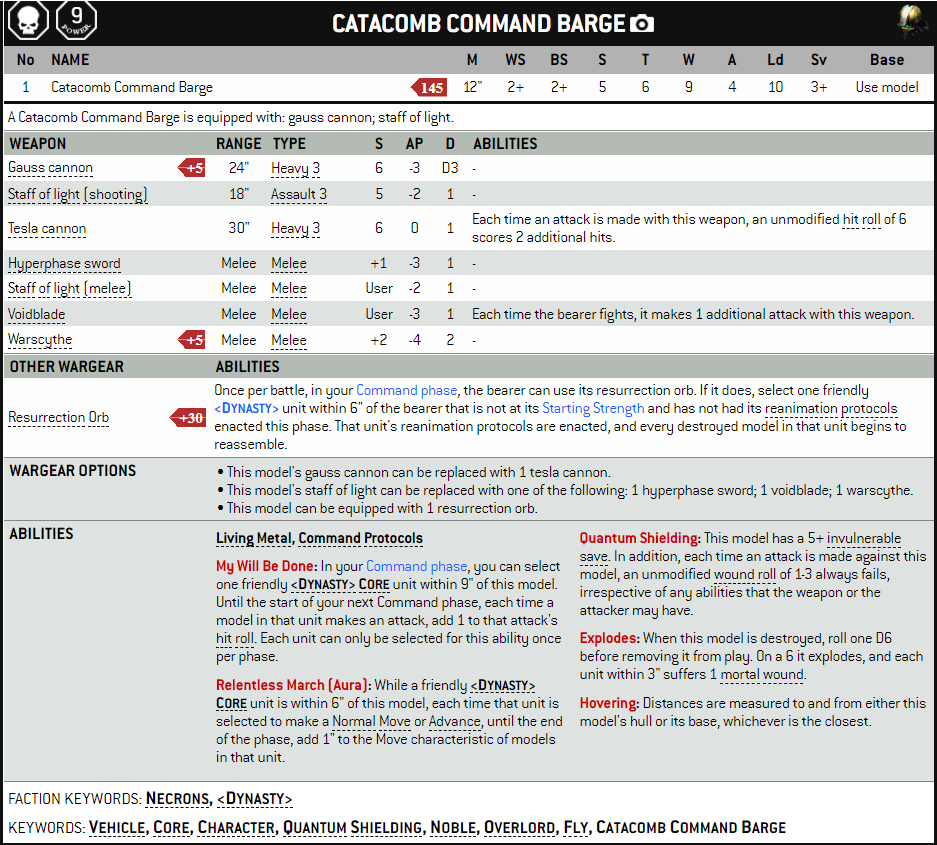 9
POWER
CATACOMB COMMAND BARGE
No NAME M WS BS S T W A Ld Sv Base
1 Catacomb Command Barge 145 12" 2+ 2+ 5 6 9 4 10 3+ Use model
A Catacomb Command Barge is equipped with: gauss cannon; staff of light.
WEAPON RANGE TYPE S AP D ABILITIES
Gauss cannon +5 24" Heavy 3 6 -3 D3 -
Staff of light (shooting) 18" Assault 3 5 -2 1 -
Tesla cannon 30" Heavy 3 6 0 1 Each time an attack is made with this weapon, an unmodified hit roll of 6
scores 2 additional hits.
Hyperphase sword Melee Melee +1 -3 1 -
Staff of light (melee) Melee Melee User -2 1 -
Voidblade Melee Melee User -3 1 Each time the bearer fights, it makes 1 additional attack with this weapon.
Warscythe +5 Melee Melee +2 -4 2 -
OTHER WARGEAR ABILITIES
Resurrection Orb +30
Once per battle, in your Command phase, the bearer can use its resurrection orb. If it does, select one friendly
<DYNASTY> unit within 6" of the bearer that is not at its Starting Strength and has not had its reanimation protocols
enacted this phase. That unit's reanimation protocols are enacted, and every destroyed model in that unit begins to
reassemble.
WARGEAR OPTIONS
• This model's gauss cannon can be replaced with 1 tesla cannon.
• This model's staff of light can be replaced with one of the following: 1 hyperphase sword; 1 voidblade; 1 warscythe.
• This model can be equipped with 1 resurrection orb.
ABILITIES
Living Metal, Command Protocols
My Will Be Done: In your Command phase, you can select
one friendly <DYNASTY> CORE unit within 9" of this model.
Until the start of your next Command phase, each time a
model in that unit makes an attack, add 1 to that attack's
hit roll. Each unit can only be selected for this ability once
per phase.
Relentless March (Aura): While a friendly <DYNASTY>
CORE unit is within 6" of this model, each time that unit is
selected to make a Normal Move or Advance, until the end
of the phase, add 1" to the Move characteristic of models
in that unit.
Quantum Shielding: This model has a 5+ invulnerable
save. In addition, each time an attack is made against this
model, an unmodified wound roll of 1-3 always fails,
irrespective of any abilities that the weapon or the
attacker may have.
Explodes: When this model is destroyed, roll one D6
before removing it from play. On a 6 it explodes, and each
unit within 3" suffers 1 mortal wound.
Hovering: Distances are measured to and from either this
model's hull or its base, whichever is the closest.
FACTION KEYWORDS: NECRONS, <DYNASTY>
KEYWORDS: VEHICLE, CORE, CHARACTER, QUANTUM SHIELDING, NOBLE, OVERLORD, FLY, CATACOMB COMMAND BARGE